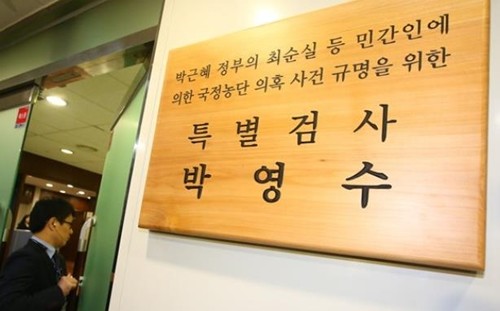 박근혜 정부의 최순실 등 민간인에
의한 국정농단 의혹 사건 규명을 위한
특별검사
박영수